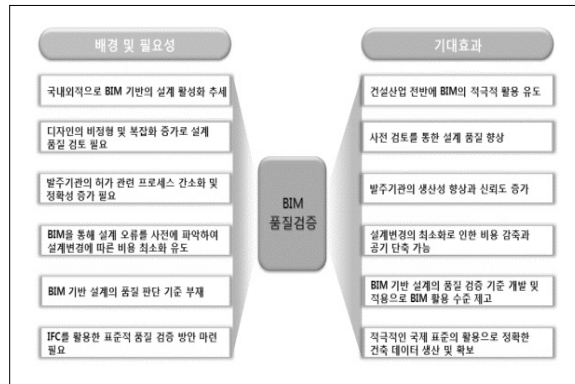 배경 및 필요성
국내외적으로 BIM 기반의 설계 활성화 추세
디자인의 비정형 및 복잡화 증가로 설계
품질 검토 필요
발주기관의 허가 관련 프로세스 간소화 및
정확성 증가 필요
BIM을 통해 설계 오류를 사전에 파악하여
설계변경에 따른 비용 최소화 유도
BIM 기반 설계의 품질 판단 기준 부재
IFC를 활용한 표준적 품질 검증 방안 마련
필요
BIM
품질검증
기대효과
건설산업 전반에 BIM의 적극적 활용 유도
사전 검토를 통한 설계 품질 향상
발주기관의 생산성 향상과 신뢰도 증가
설계변경의 최소화로 인한 비용 감축과
공기 단축 가능
BIM 기반 설계의 품질 검증 기준 개발 및
적용으로 BIM 활용 수준 제고
적극적인 국제 표준의 활용으로 정확한
건축 데이터 생산 및 확보